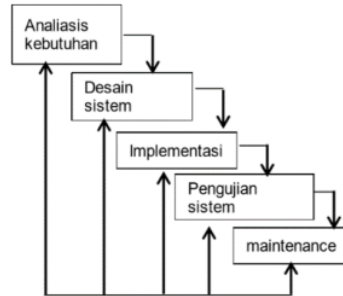 Analiasis
kebutuhan
Desain
sistem
Implementasi
Pengujian
sistem
maintenance